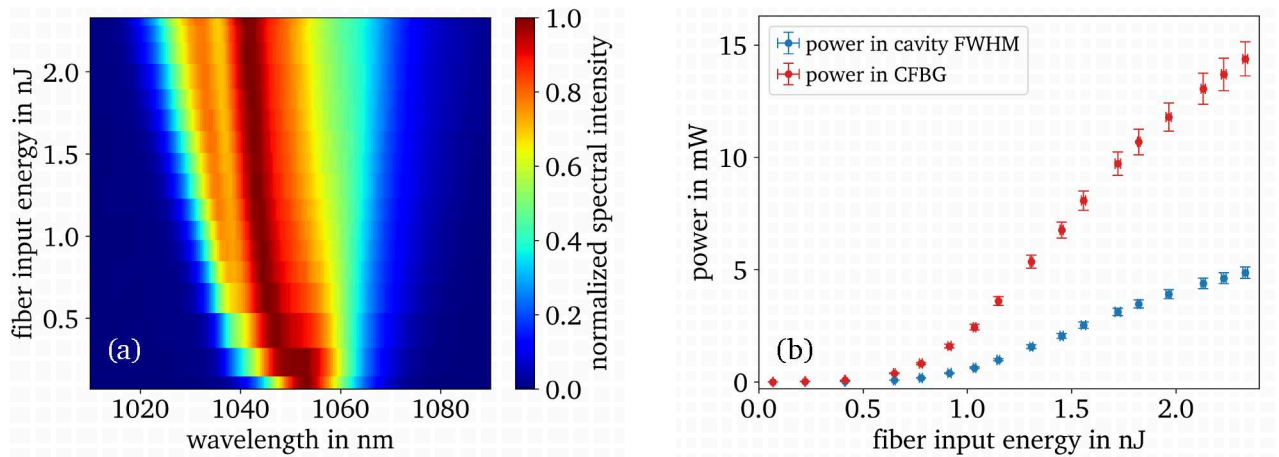 fiber input energy in nJ
2.0
1.5
1.0
0.5
(a)
1020
1040
1060
1080
wavelength in nm
1.0
0.8
0.6
0.4
0.2
0.0
normalized spectral intensity
power in mW
15
10
5
0
power in cavity FWHM
power in CFBG
(b)
0.0
0.5
1.0
1.5
2.0
fiber input energy in nJ